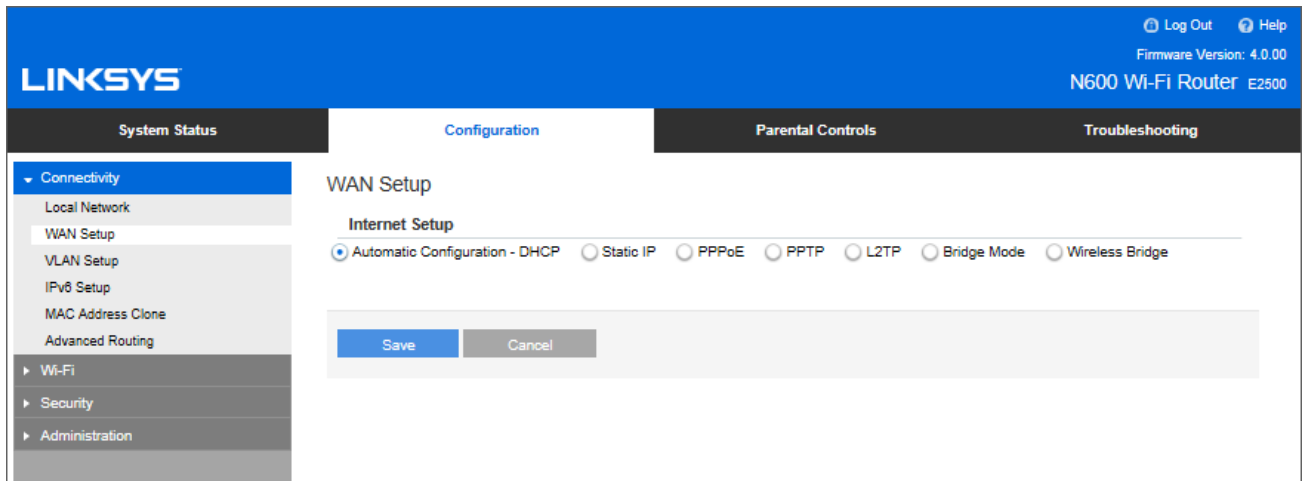 Log Out Help
Firmware Version: 4.0.00
LINKSYS
N600 Wi-Fi Router E2500
System Status Configuration Parental Controls Troubleshooting
Connectivity
Local Network
WAN Setup
VLAN Setup
IPv6 Setup
MAC Address Clone
Advanced Routing
Wi-Fi
Security
Administration
WAN Setup
Internet Setup
Automatic Configuration - DHCP Static IP PPPoE PPTP L2TP Bridge Mode Wireless Bridge
Save Cancel